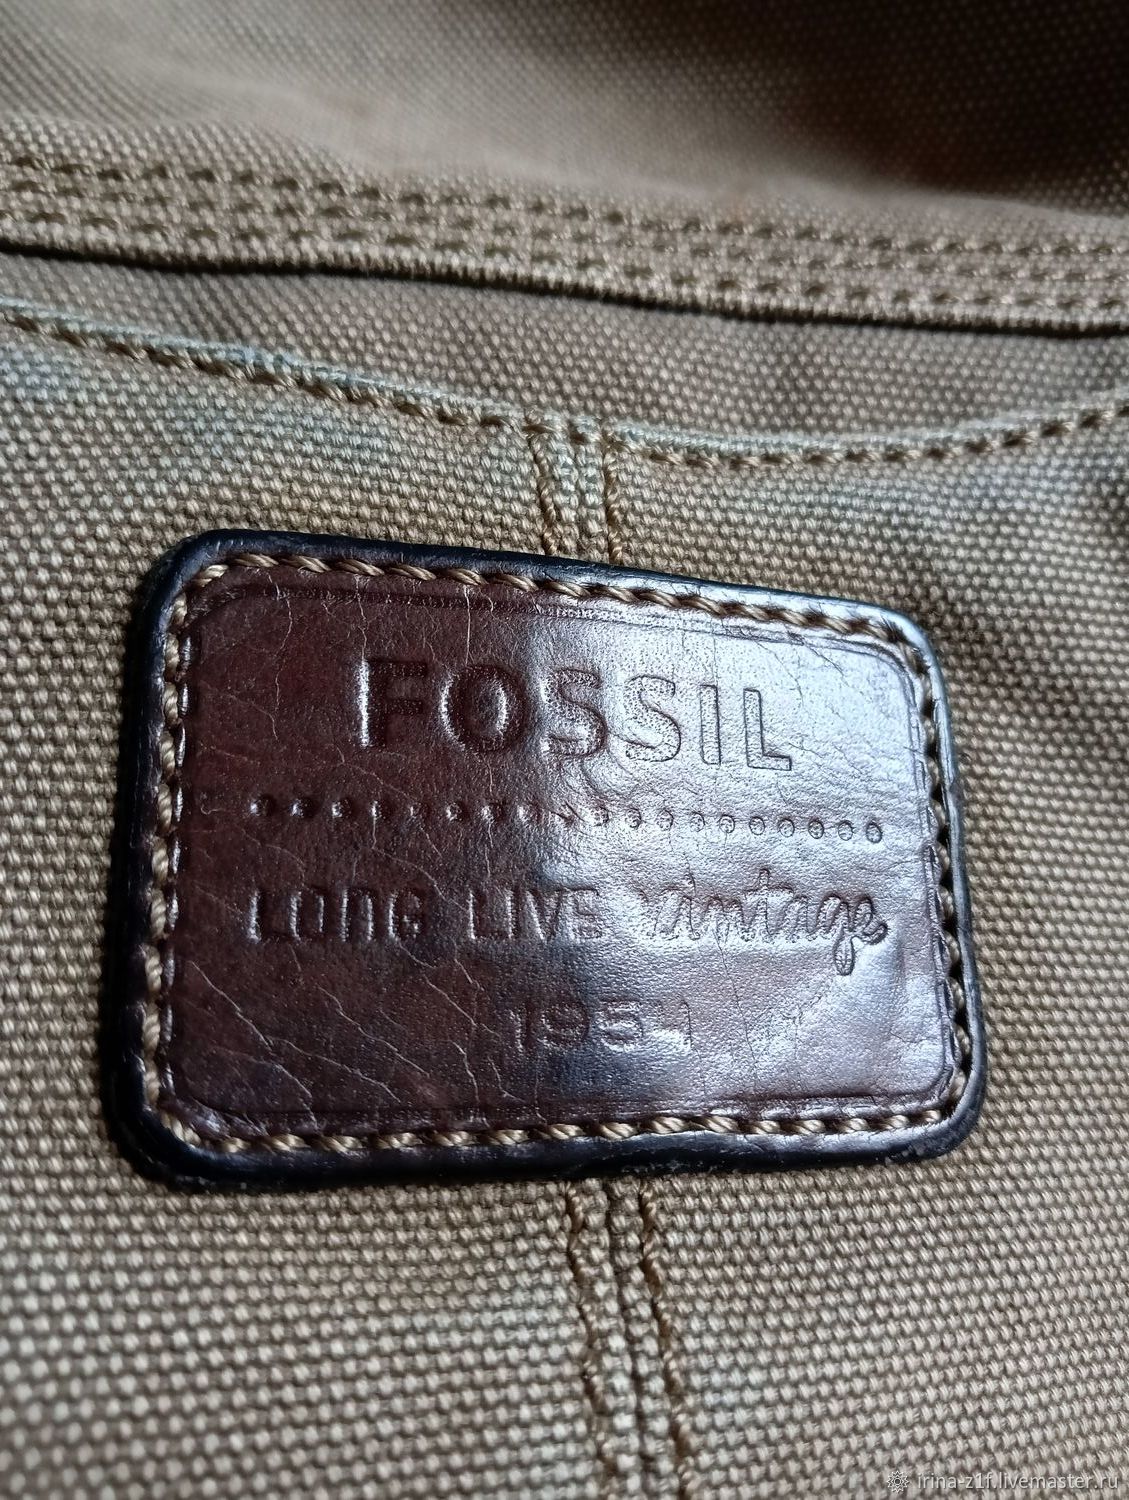 FOSSIL
LONG LIVE vintage
1954
irina-z1f.livemaster.ru